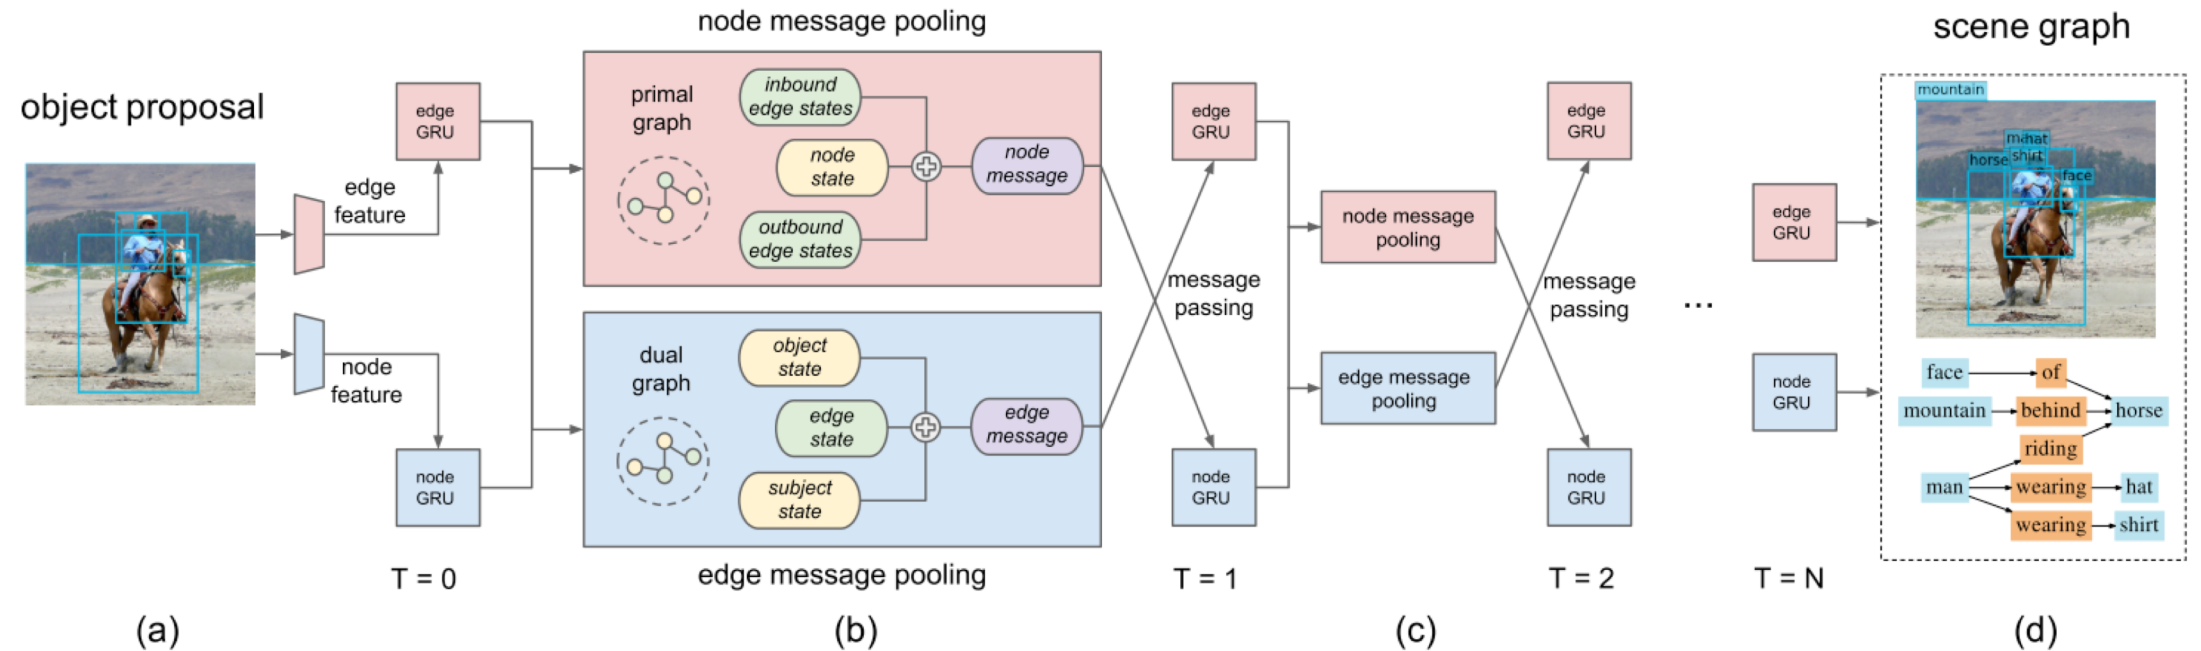 node message pooling
scene graph
object proposal
edge
feature
node
feature
edge
GRU
node
GRU
T = 0
primal
graph
inbound
edge states
node
state
outbound
edge states
node
message
dual
graph
object
state
edge
state
subject
state
edge
message
edge message pooling
message
passing
edge
GRU
node
GRU
T = 1
node message
pooling
edge message
pooling
message
passing
edge
GRU
node
GRU
T = 2
...
edge
GRU
node
GRU
T = N
mountain
hat
shirt
horse
face
face
of
mountain
behind
horse
riding
man
wearing
hat
wearing
shirt
(a)
(b)
(c)
(d)